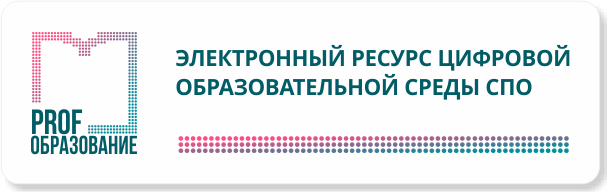 ЭЛЕКТРОННЫЙ РЕСУРС ЦИФРОВОЙ
ОБРАЗОВАТЕЛЬНОЙ СРЕДЫ СПО
PROF
ОБРАЗОВАНИЕ